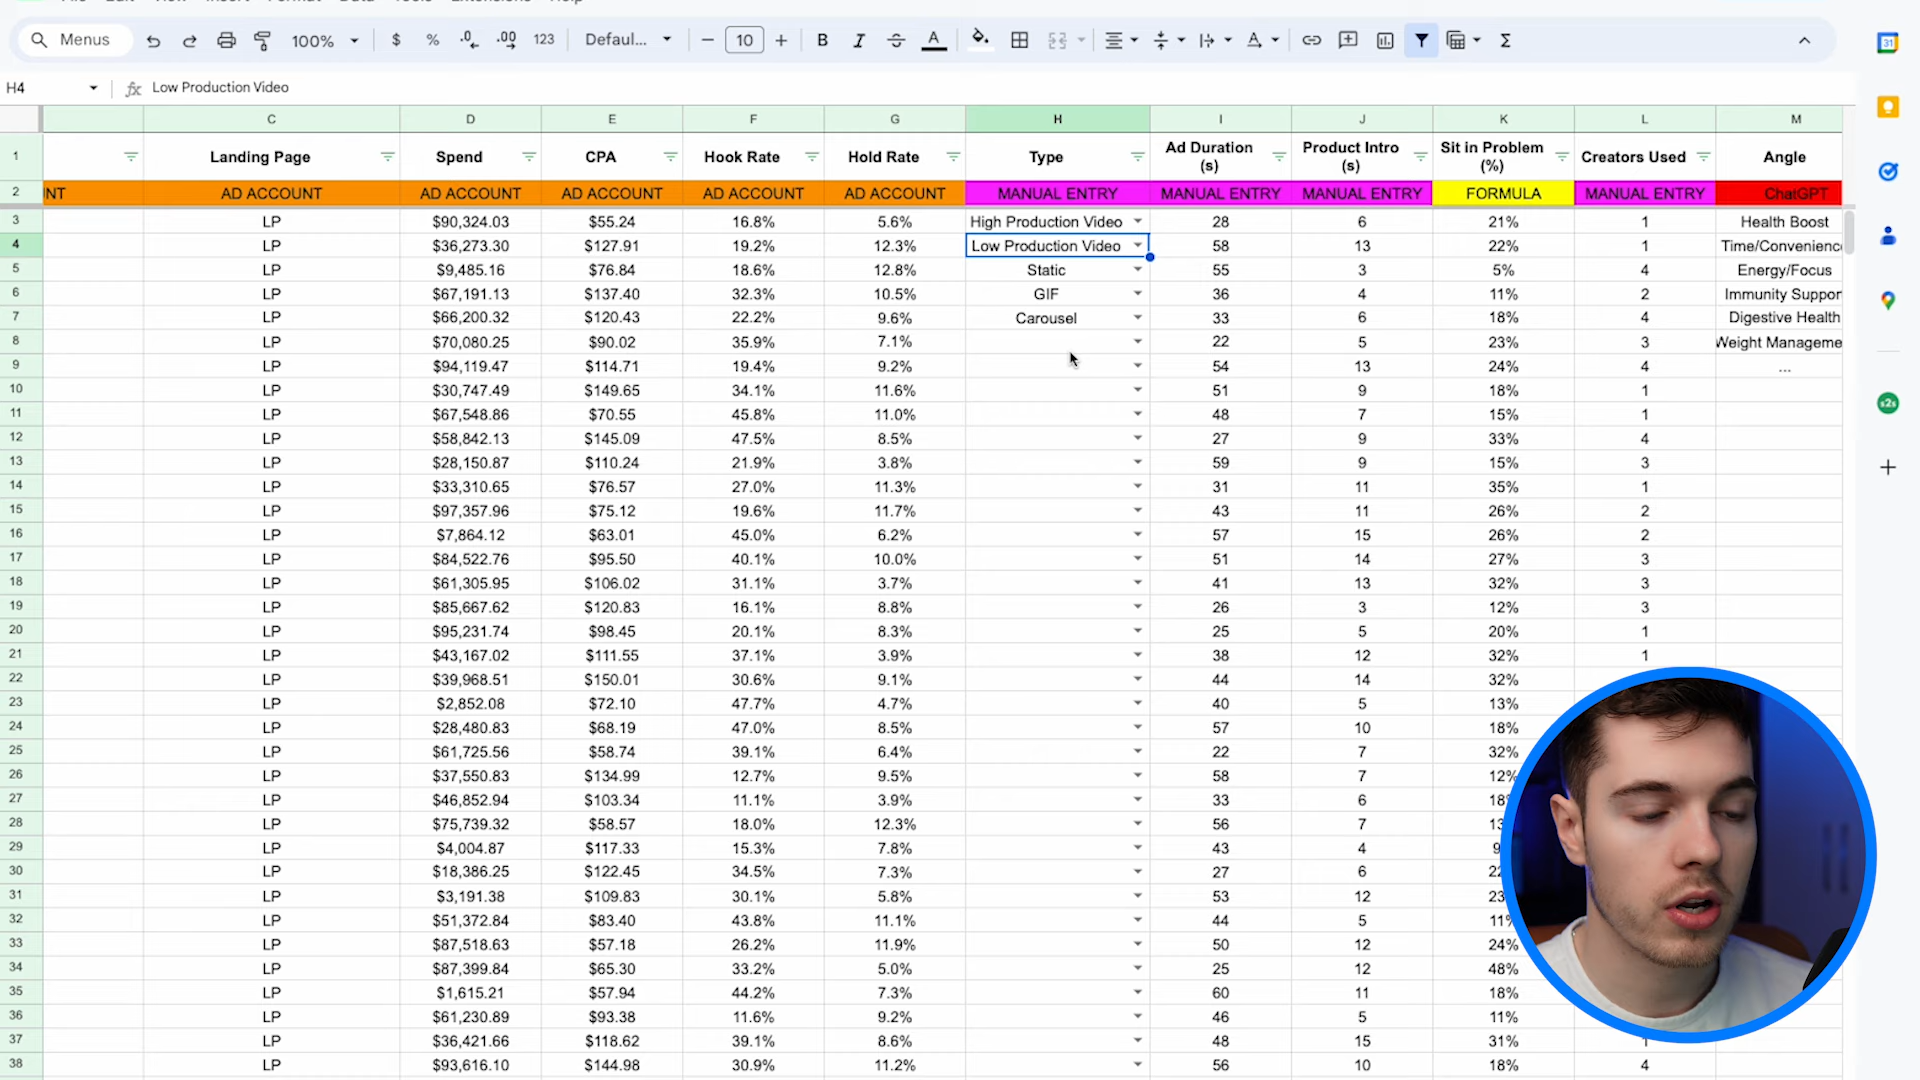 Menus 100% $ % .0 .00 123 Defaul... 10 B I A Σ
H4 fx Low Production Video
C D E F G H I J K L M
1 Landing Page Spend CPA Hook Rate Hold Rate Type Ad Duration (s) Product Intro (s) Sit in Problem (%) Creators Used Angle
2 NT AD ACCOUNT AD ACCOUNT AD ACCOUNT AD ACCOUNT AD ACCOUNT MANUAL ENTRY MANUAL ENTRY MANUAL ENTRY FORMULA MANUAL ENTRY ChatGPT
3 LP $90,324.03 $55.24 16.8% 5.6% High Production Video 28 6 21% 1 Health Boost
4 LP $36,273.30 $127.91 19.2% 12.3% Low Production Video 58 13 22% 1 Time/Convenience
5 LP $9,485.16 $76.84 18.6% 12.8% Static 55 3 5% 4 Energy/Focus
6 LP $67,191.13 $137.40 32.3% 10.5% GIF 36 4 11% 2 Immunity Suppor
7 LP $66,200.32 $120.43 22.2% 9.6% Carousel 33 6 18% 4 Digestive Health
8 LP $70,080.25 $90.02 35.9% 7.1% 22 5 23% 3 Weight Manageme
9 LP $94,119.47 $114.71 19.4% 9.2% 54 13 24% 4 ...
10 LP $30,747.49 $149.65 34.1% 11.6% 51 9 18% 1
11 LP $67,548.86 $70.55 45.8% 11.0% 48 7 15% 1
12 LP $58,842.13 $145.09 47.5% 8.5% 27 9 33% 4
13 LP $28,150.87 $110.24 21.9% 3.8% 59 9 15% 3
14 LP $33,310.65 $76.57 27.0% 11.3% 31 11 35% 1
15 LP $97,357.96 $75.12 19.6% 11.7% 43 11 26% 2
16 LP $7,864.12 $63.01 45.0% 6.2% 57 15 26% 2
17 LP $84,522.76 $95.50 40.1% 10.0% 51 14 27% 3
18 LP $61,305.95 $106.02 31.1% 3.7% 41 13 32% 3
19 LP $85,667.62 $120.83 16.1% 8.8% 26 3 12% 3
20 LP $95,231.74 $98.45 20.1% 8.3% 25 5 20% 1
21 LP $43,167.02 $111.55 37.1% 3.9% 38 12 32% 1
22 LP $39,968.51 $150.01 30.6% 9.1% 44 14 32%
23 LP $2,852.08 $72.10 47.7% 4.7% 40 5 13%
24 LP $28,480.83 $68.19 47.0% 8.5% 57 10 18%
25 LP $61,725.56 $58.74 39.1% 6.4% 22 7 32%
26 LP $37,550.83 $134.99 12.7% 9.5% 58 7 12%
27 LP $46,852.94 $103.34 11.1% 3.9% 33 6 18%
28 LP $75,739.32 $58.57 18.0% 12.3% 56 7 13
29 LP $4,004.87 $117.33 15.3% 7.8% 43 4 9
30 LP $18,386.25 $122.45 34.5% 7.3% 27 6 22
31 LP $3,191.38 $109.83 30.1% 5.8% 53 12 23
32 LP $51,372.84 $83.40 43.8% 11.1% 44 5 11%
33 LP $87,518.63 $57.18 26.2% 11.9% 50 12 24%
34 LP $87,399.84 $65.30 33.2% 5.0% 25 12 48%
35 LP $1,615.21 $57.94 44.2% 7.3% 60 11 18%
36 LP $61,230.89 $93.38 11.6% 9.2% 46 5 11%
37 LP $36,421.66 $118.62 39.1% 8.6% 48 15 31% 1
38 LP $93,616.10 $144.98 30.9% 11.2% 56 10 18% 4
31
s2s